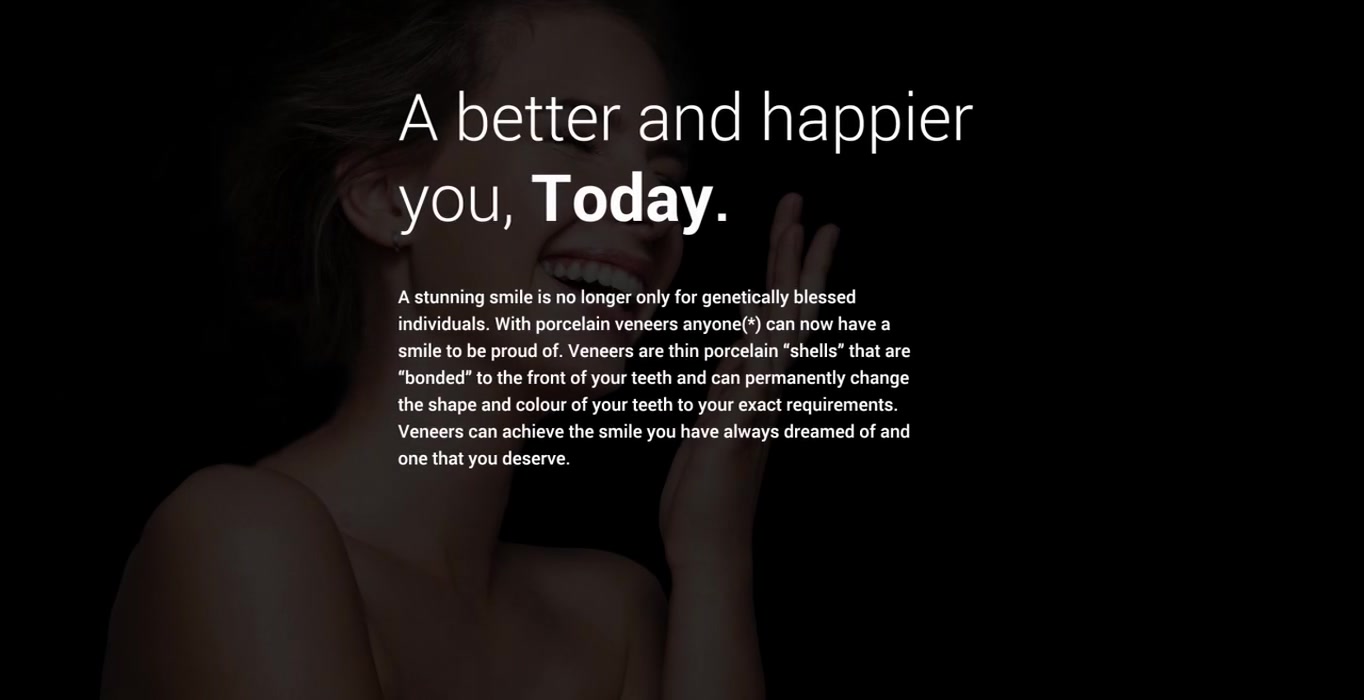 A better and happier
you, Today.
A stunning smile is no longer only for genetically blessed
individuals. With porcelain veneers anyone(*) can now have a
smile to be proud of. Veneers are thin porcelain “shells” that are
“bonded” to the front of your teeth and can permanently change
the shape and colour of your teeth to your exact requirements.
Veneers can achieve the smile you have always dreamed of and
one that you deserve.